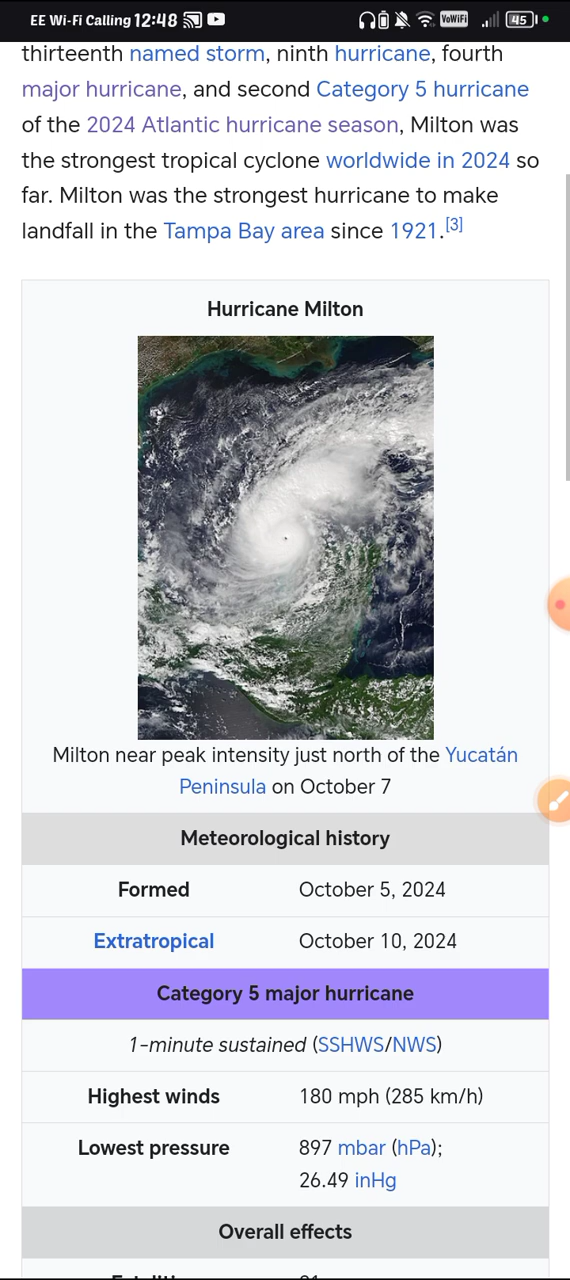 EE Wi-Fi Calling 12:48
VoWiFi
45
thirteenth named storm, ninth hurricane, fourth
major hurricane, and second Category 5 hurricane
of the 2024 Atlantic hurricane season, Milton was
the strongest tropical cyclone worldwide in 2024 so
far. Milton was the strongest hurricane to make
landfall in the Tampa Bay area since 1921.[3]
Hurricane Milton
Milton near peak intensity just north of the Yucatán
Peninsula on October 7
Meteorological history
Formed October 5, 2024
Extratropical October 10, 2024
Category 5 major hurricane
1-minute sustained (SSHWS/NWS)
Highest winds 180 mph (285 km/h)
Lowest pressure 897 mbar (hPa);
26.49 inHg
Overall effects